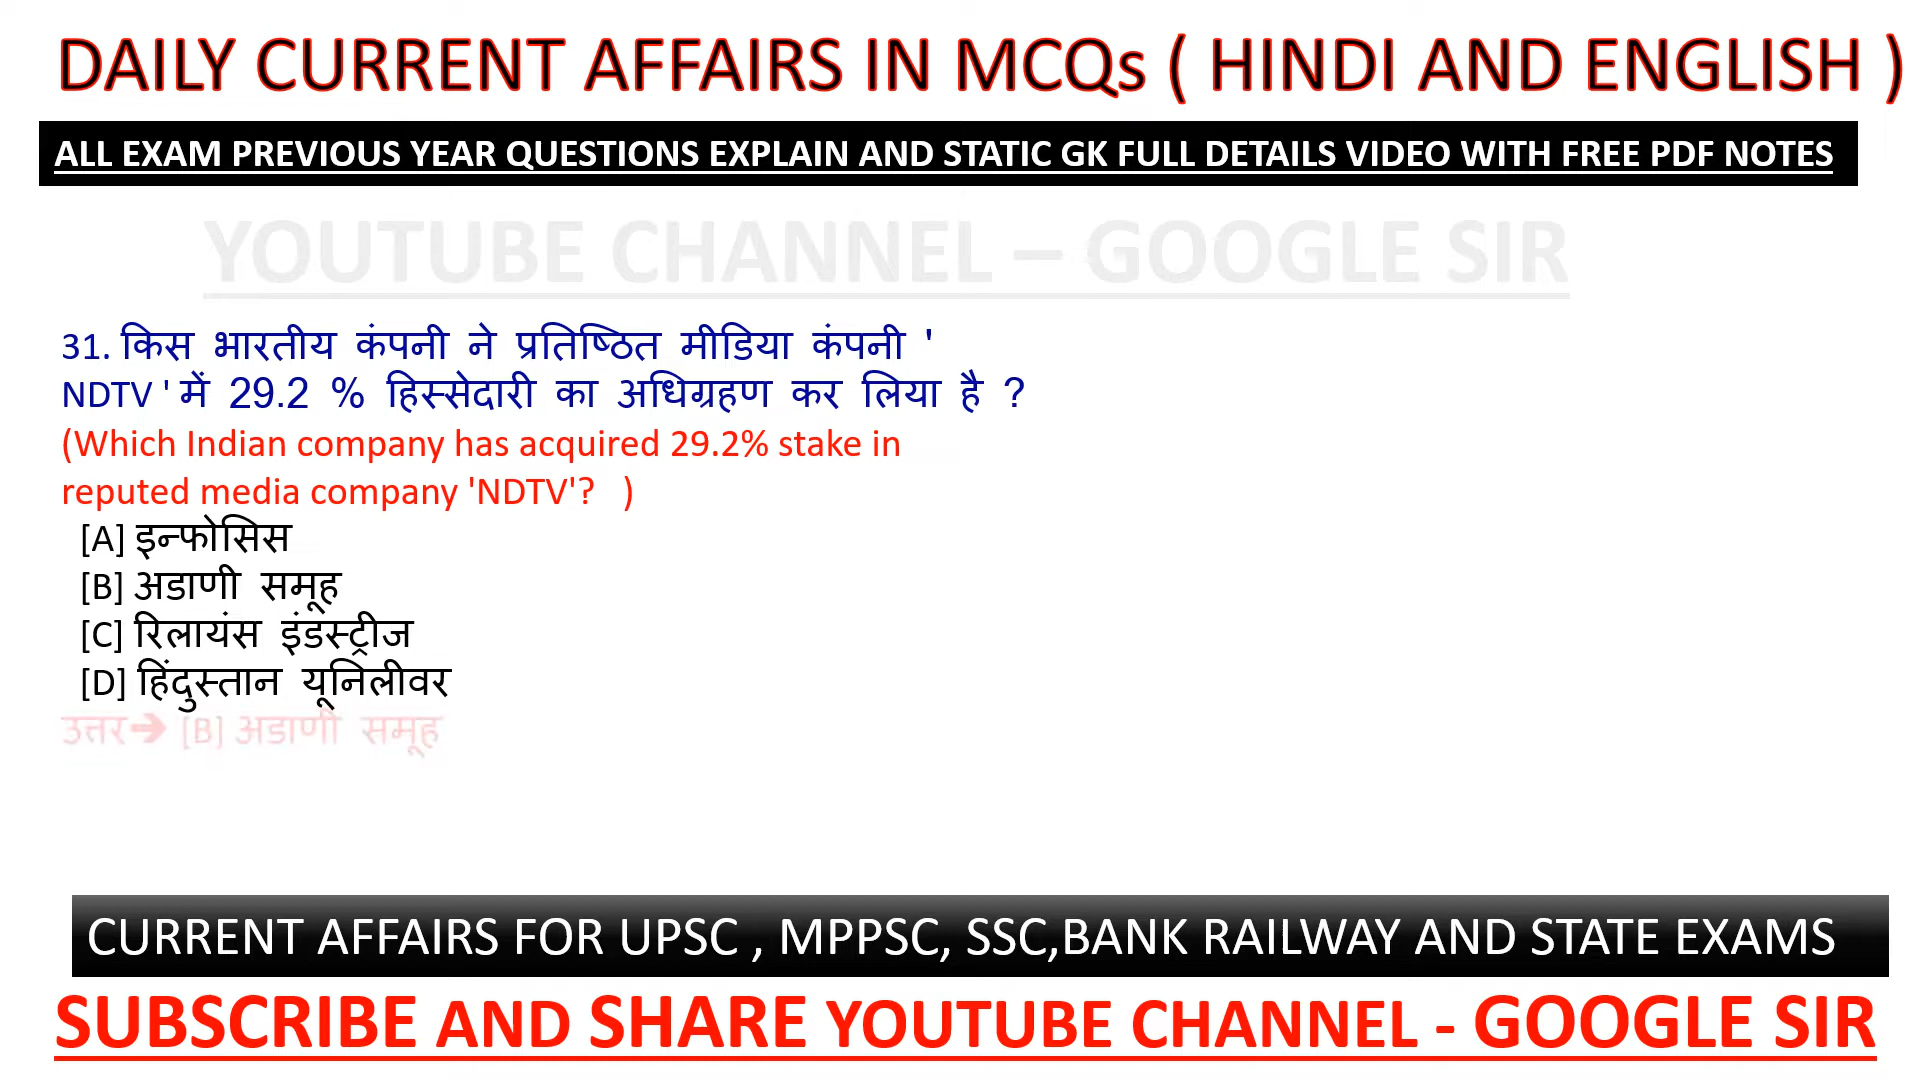 DAILY CURRENT AFFAIRS IN MCQs ( HINDI AND ENGLISH )
ALL EXAM PREVIOUS YEAR QUESTIONS EXPLAIN AND STATIC GK FULL DETAILS VIDEO WITH FREE PDF NOTES
YOUTUBE CHANNEL – GOOGLE SIR
31. किस भारतीय कंपनी ने प्रतिष्ठित मीडिया कंपनी '
NDTV ' में 29.2 % हिस्सेदारी का अधिग्रहण कर लिया है ?
(Which Indian company has acquired 29.2% stake in
reputed media company 'NDTV'? )
[A] इन्फोसिस
[B] अडाणी समूह
[C] रिलायंस इंडस्ट्रीज
[D] हिंदुस्तान यूनिलीवर
उत्तर➔ [B] अडाणी समूह
CURRENT AFFAIRS FOR UPSC , MPPSC, SSC,BANK RAILWAY AND STATE EXAMS
SUBSCRIBE AND SHARE YOUTUBE CHANNEL - GOOGLE SIR